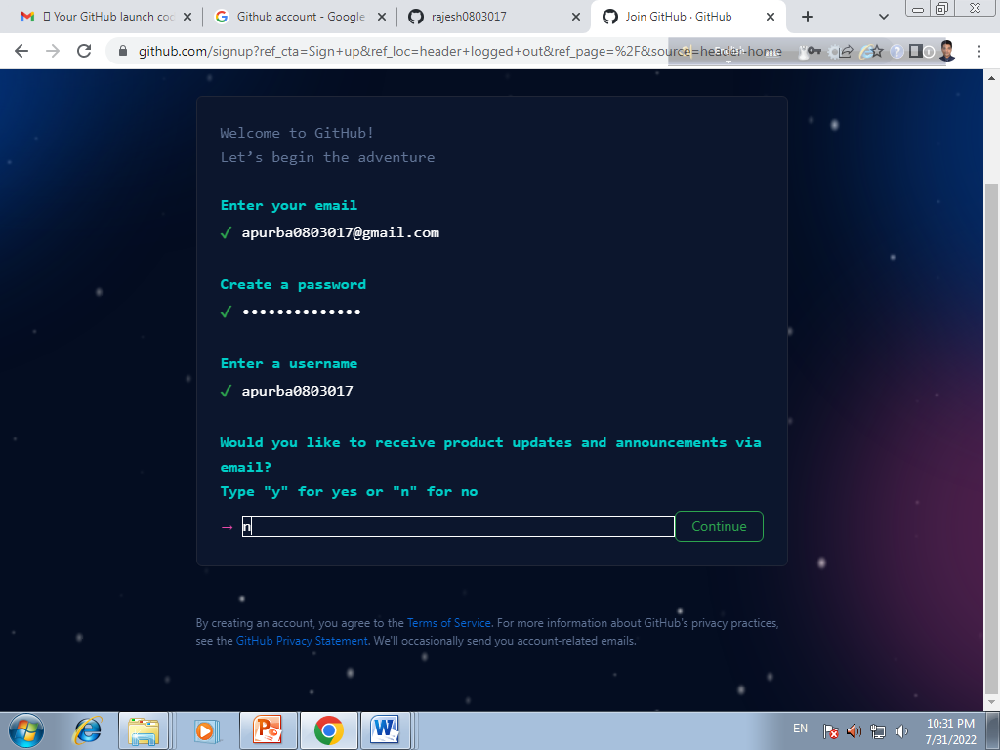 Your GitHub launch coc
Github account - Google
rajesh0803017
Join GitHub · GitHub
github.com/signup?ref_cta=Sign+up&ref_loc=header+logged+out&ref_page=%2F&source=header-home
Welcome to GitHub!
Let's begin the adventure
Enter your email
✓ apurba0803017@gmail.com
Create a password
✓ ••••••••••••••
Enter a username
✓ apurba0803017
Would you like to receive product updates and announcements via
email?
Type "y" for yes or "n" for no
→ n Continue
By creating an account, you agree to the Terms of Service. For more information about GitHub's privacy practices,
see the GitHub Privacy Statement. We'll occasionally send you account-related emails.
EN
10:31 PM
7/31/2022